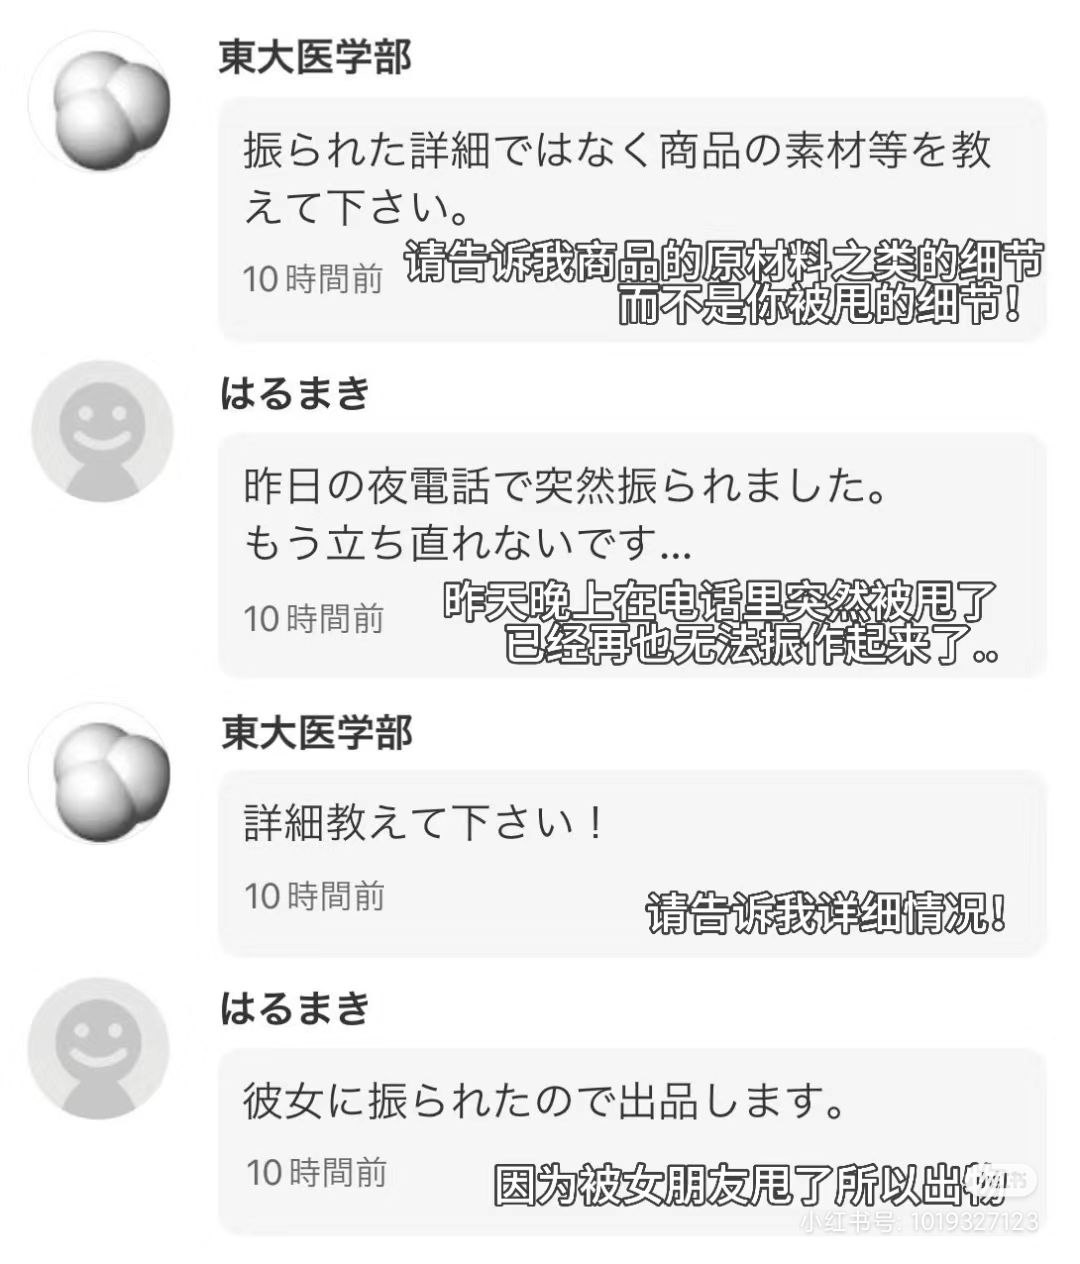 東大医学部
振られた詳細ではなく商品の素材等を教
えて下さい。
10時間前
请告诉我商品的原材料之类的细节
而不是你被甩的细节！
はるまき
昨日の夜電話で突然振られました。
もう立ち直れないです...
10時間前
昨天晚上在电话里突然被甩了
已经再也无法振作起来了..
東大医学部
詳細教えて下さい！
10時間前
请告诉我详细情况！
はるまき
彼女に振られたので出品します。
10時間前
因为被女朋友甩了所以出物
小红书号: 1019327123